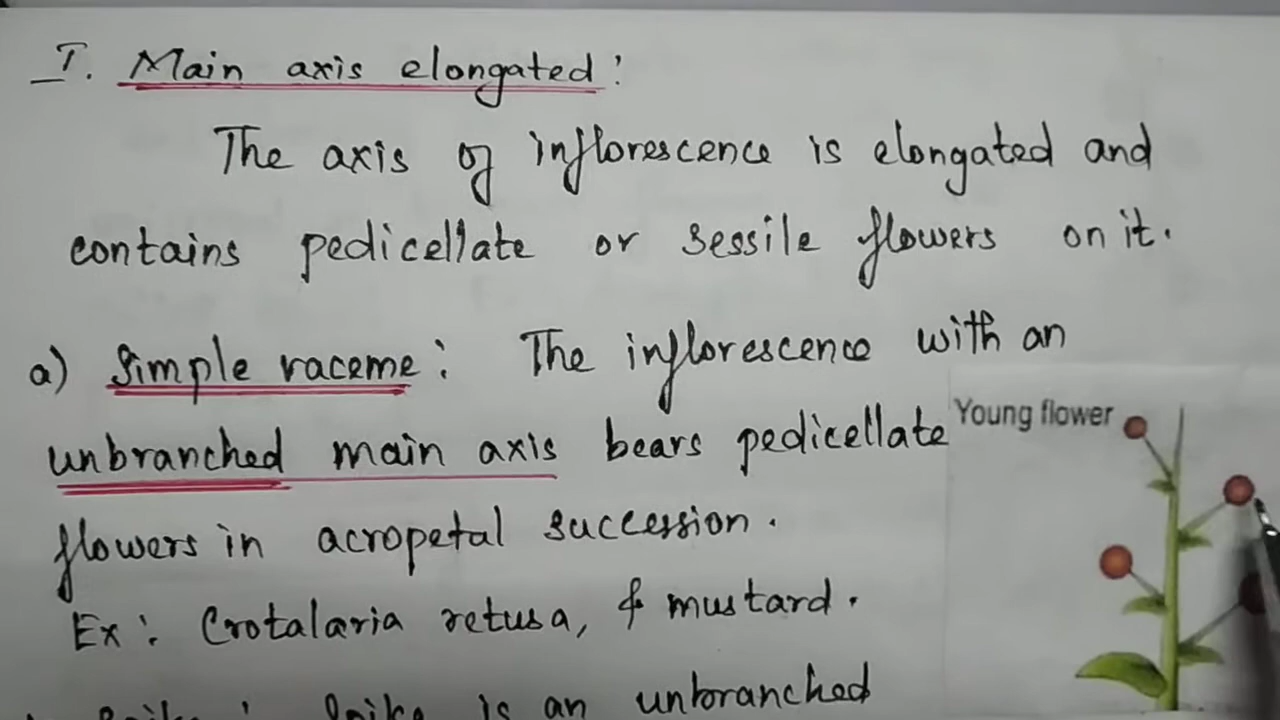 I. Main axis elongated:
The axis of inflorescence is elongated and
contains pedicellate or sessile flowers on it.
a) Simple raceme: The inflorescence with an
unbranched main axis bears pedicellate
Young flower
flowers in acropetal succession.
Ex: Crotalaria retusa, & mustard.
is an unbranched